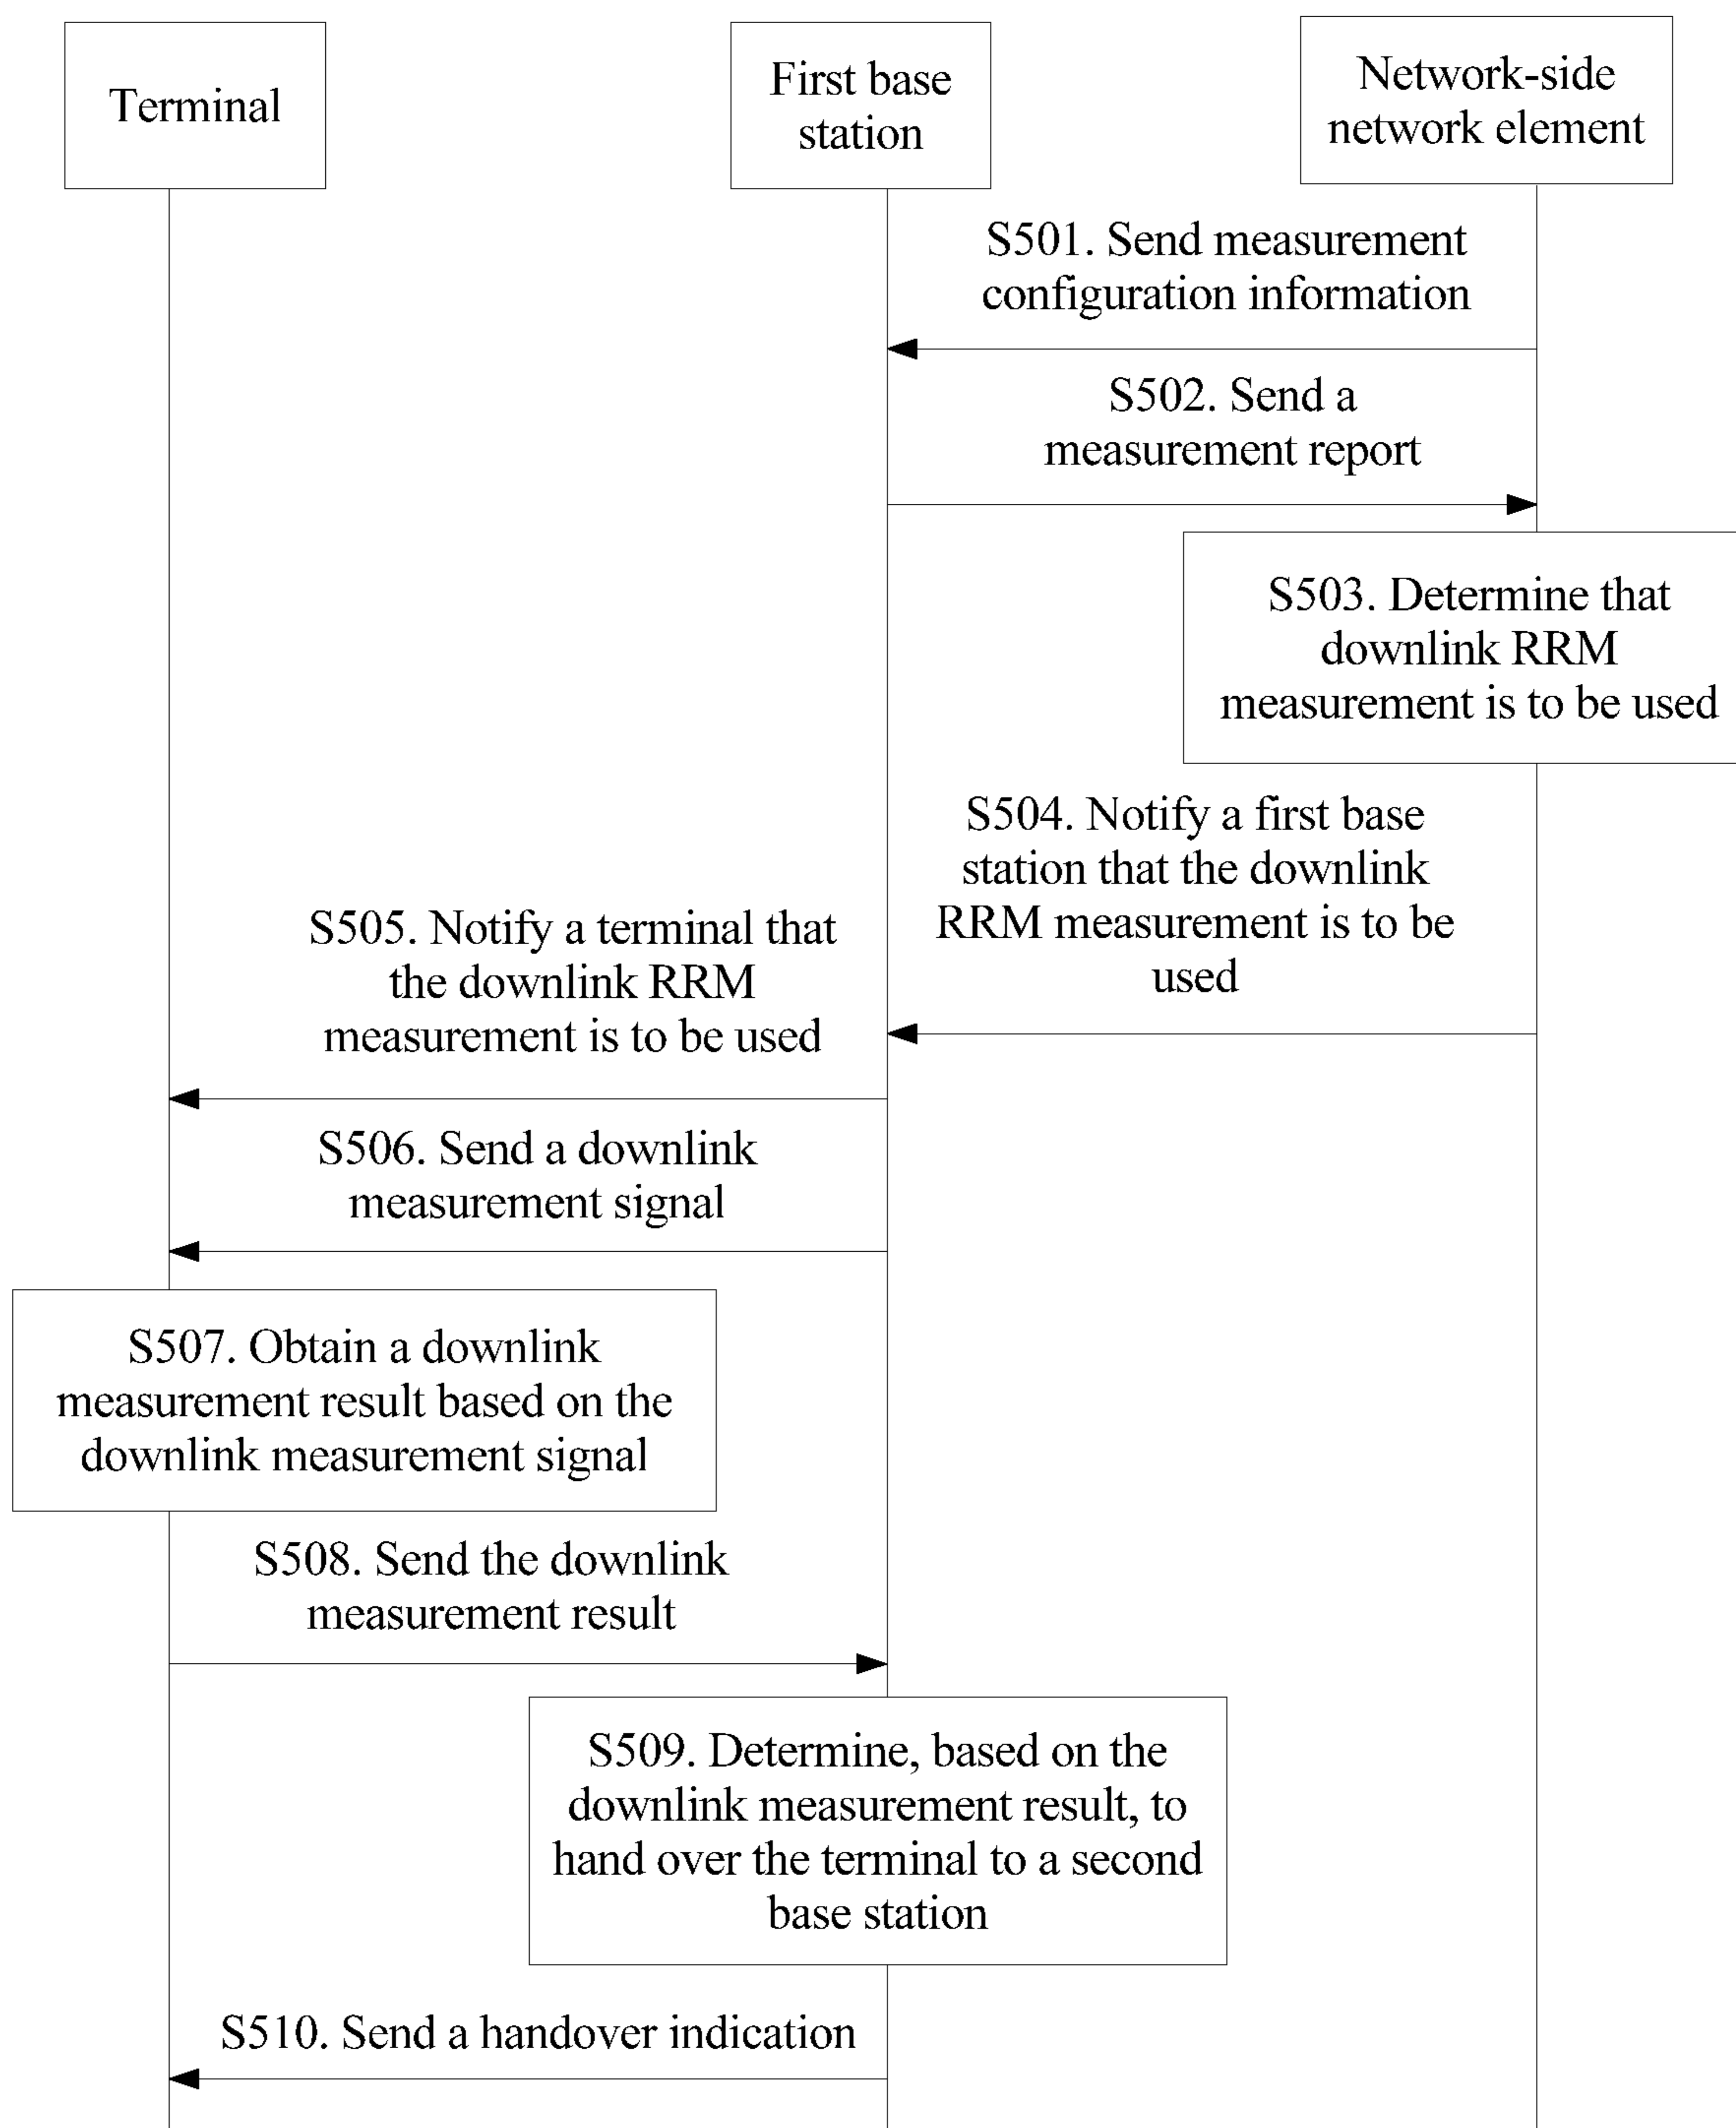 Terminal
First base
station
Network-side
network element
S501. Send measurement
configuration information
S502. Send a
measurement report
S503. Determine that
downlink RRM
measurement is to be used
S504. Notify a first base
station that the downlink
RRM measurement is to be
used
S505. Notify a terminal that
the downlink RRM
measurement is to be used
S506. Send a downlink
measurement signal
S507. Obtain a downlink
measurement result based on the
downlink measurement signal
S508. Send the downlink
measurement result
S509. Determine, based on the
downlink measurement result, to
hand over the terminal to a second
base station
S510. Send a handover indication